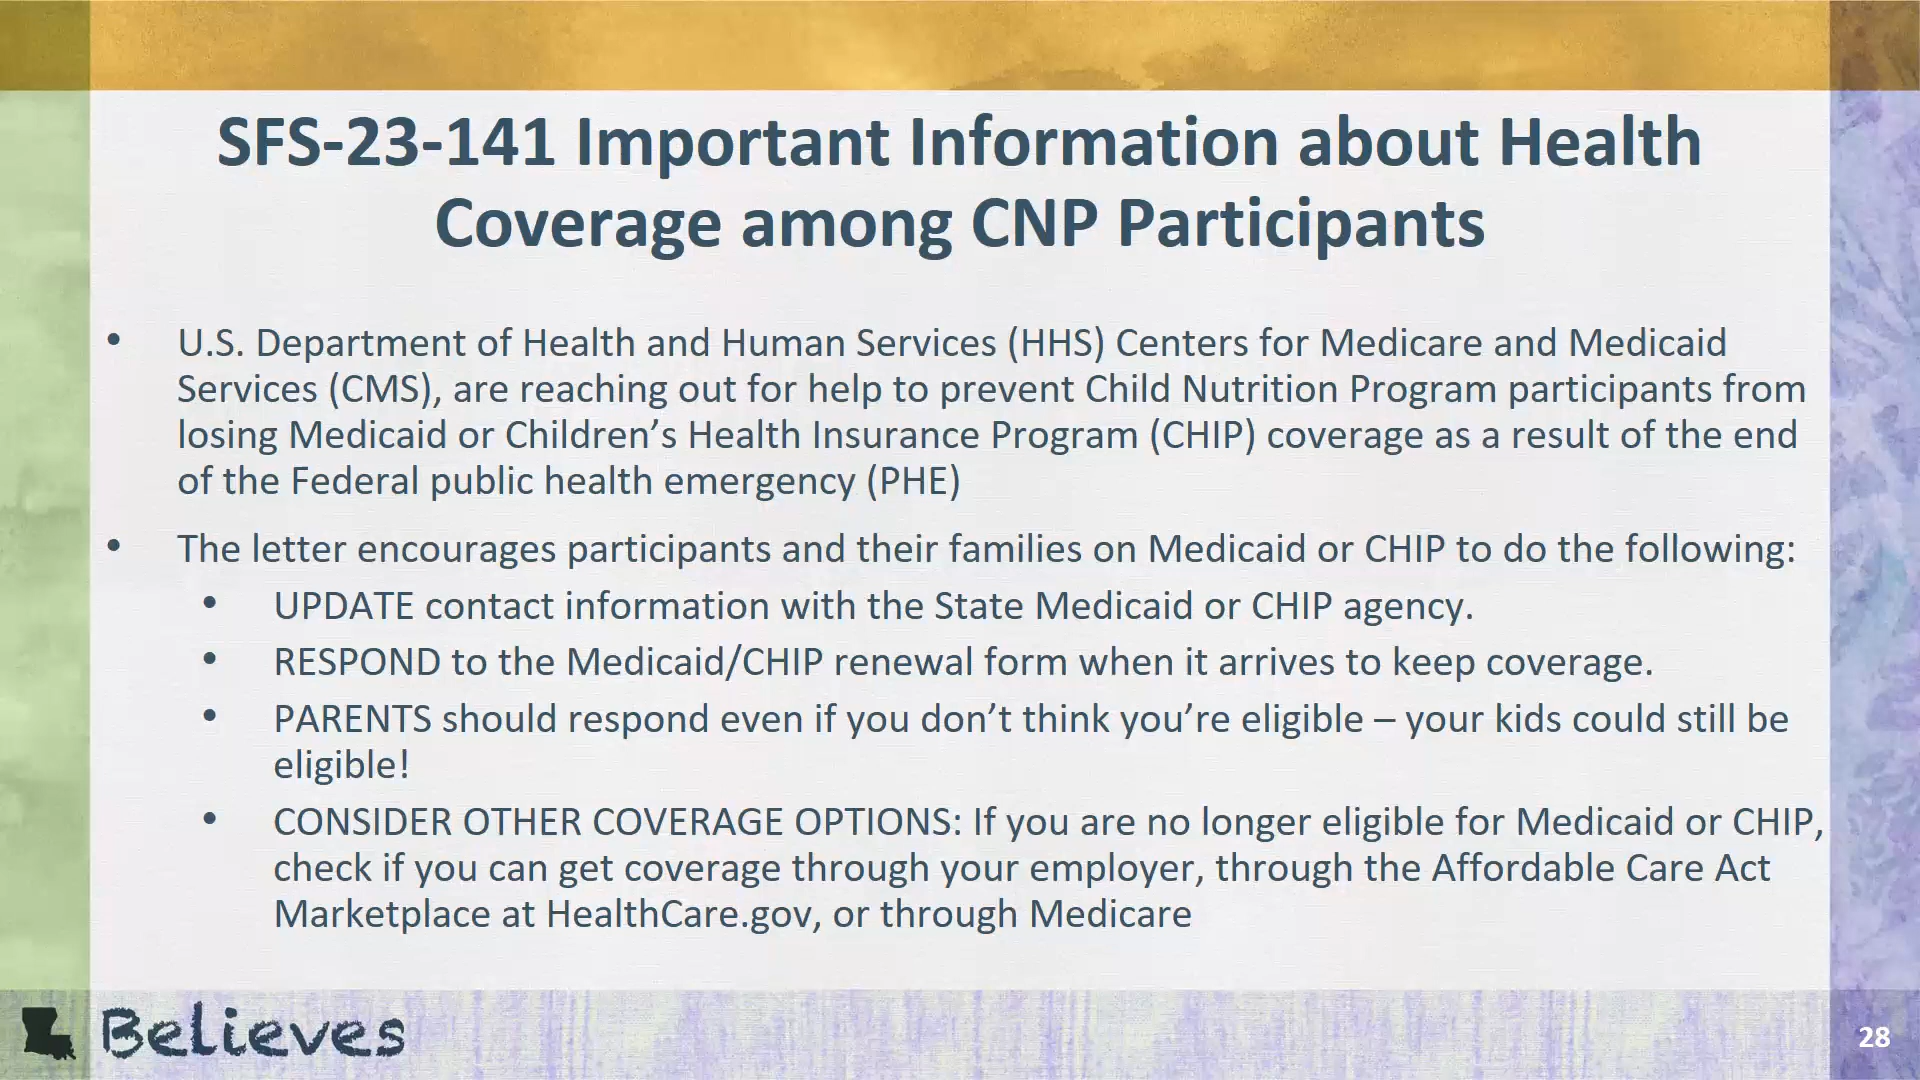 SFS-23-141 Important Information about Health
Coverage among CNP Participants
• U.S. Department of Health and Human Services (HHS) Centers for Medicare and Medicaid
Services (CMS), are reaching out for help to prevent Child Nutrition Program participants from
losing Medicaid or Children’s Health Insurance Program (CHIP) coverage as a result of the end
of the Federal public health emergency (PHE)
• The letter encourages participants and their families on Medicaid or CHIP to do the following:
• UPDATE contact information with the State Medicaid or CHIP agency.
• RESPOND to the Medicaid/CHIP renewal form when it arrives to keep coverage.
• PARENTS should respond even if you don’t think you’re eligible – your kids could still be
eligible!
• CONSIDER OTHER COVERAGE OPTIONS: If you are no longer eligible for Medicaid or CHIP,
check if you can get coverage through your employer, through the Affordable Care Act
Marketplace at HealthCare.gov, or through Medicare
Believes
28